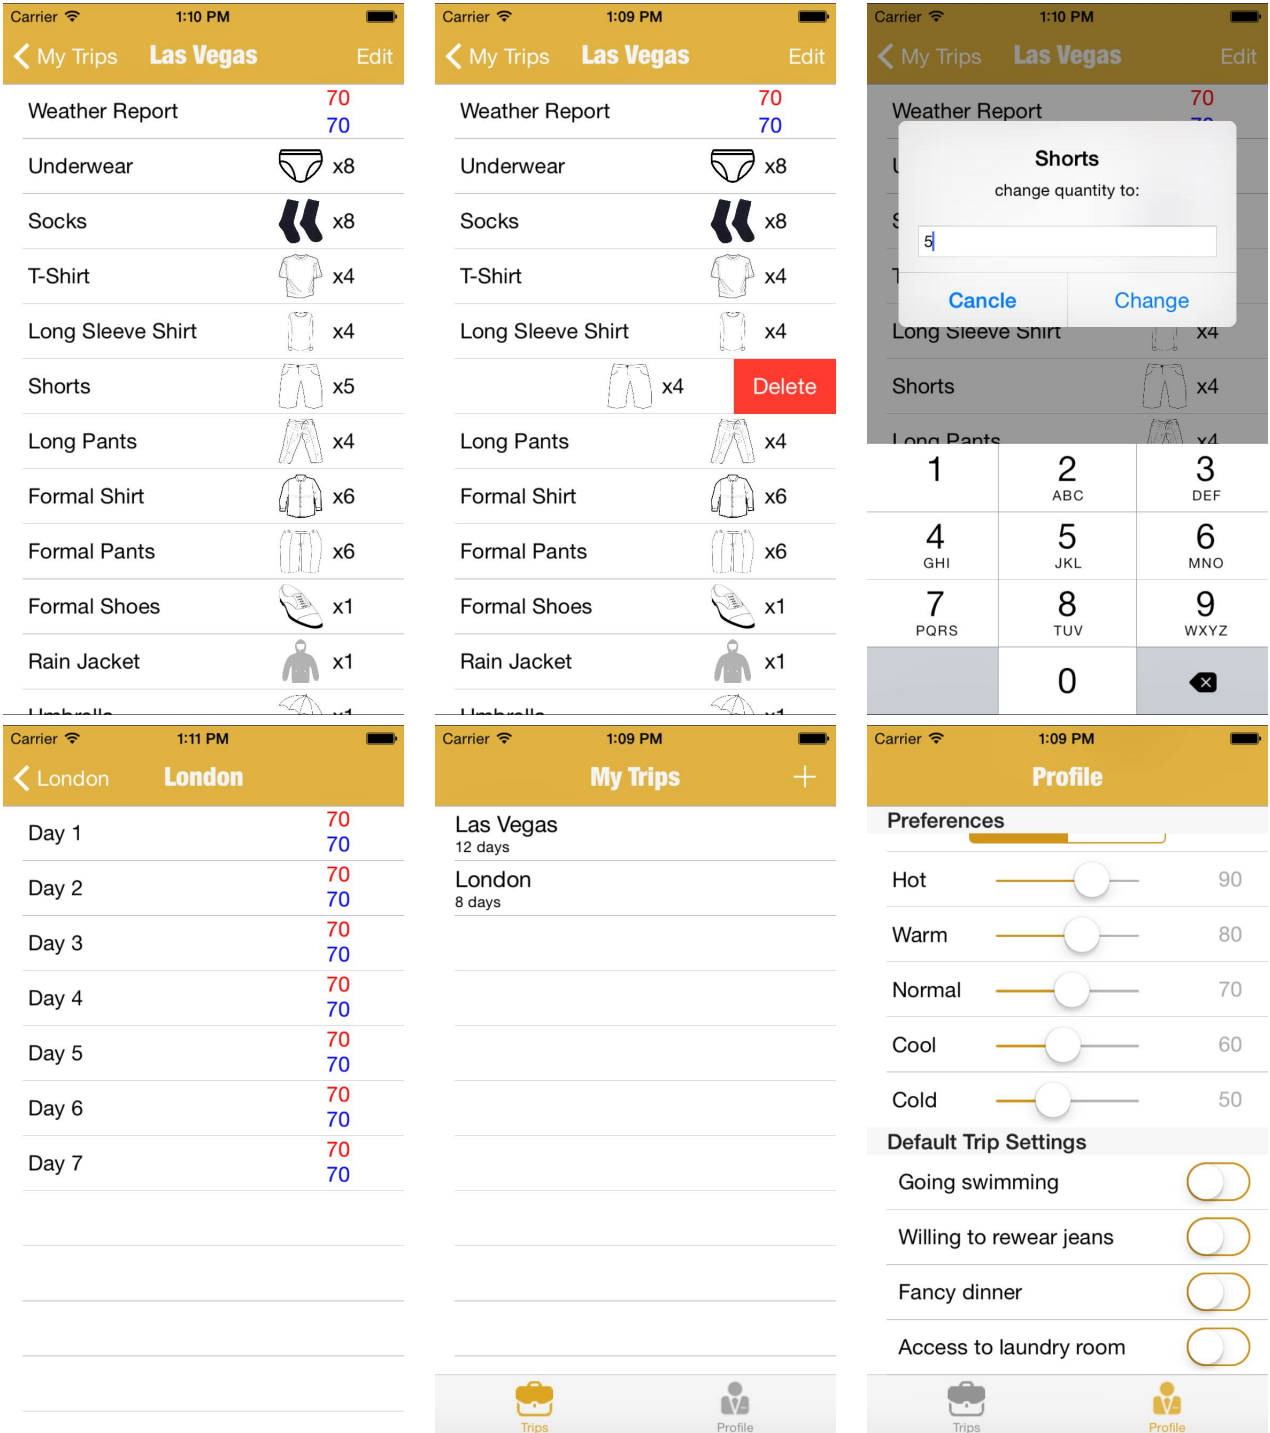 Carrier 1:10 PM
My Trips Las Vegas Edit
Weather Report 70
70
Underwear x8
Socks x8
T-Shirt x4
Long Sleeve Shirt x4
Shorts x5
Long Pants x4
Formal Shirt x6
Formal Pants x6
Formal Shoes x1
Rain Jacket x1
Umbrella x1
Carrier 1:09 PM
My Trips Las Vegas Edit
Weather Report 70
70
Underwear x8
Socks x8
T-Shirt x4
Long Sleeve Shirt x4
x4 Delete
Long Pants x4
Formal Shirt x6
Formal Pants x6
Formal Shoes x1
Rain Jacket x1
Umbrella x1
Carrier 1:10 PM
My Trips Las Vegas Edit
Weather Report 70
70
Shorts
change quantity to:
5
Cancle Change
Long Sleeve Shirt x4
Shorts x4
Long Pants x4
1 2 3
ABC DEF
4 5 6
GHI JKL MNO
7 8 9
PQRS TUV WXYZ
0
Carrier 1:11 PM
London London
Day 1 70
70
Day 2 70
70
Day 3 70
70
Day 4 70
70
Day 5 70
70
Day 6 70
70
Day 7 70
70
Carrier 1:09 PM
My Trips +
Las Vegas
12 days
London
8 days
Trips Profile
Carrier 1:09 PM
Profile
Preferences
Hot 90
Warm 80
Normal 70
Cool 60
Cold 50
Default Trip Settings
Going swimming
Willing to rewear jeans
Fancy dinner
Access to laundry room
Trips Profile